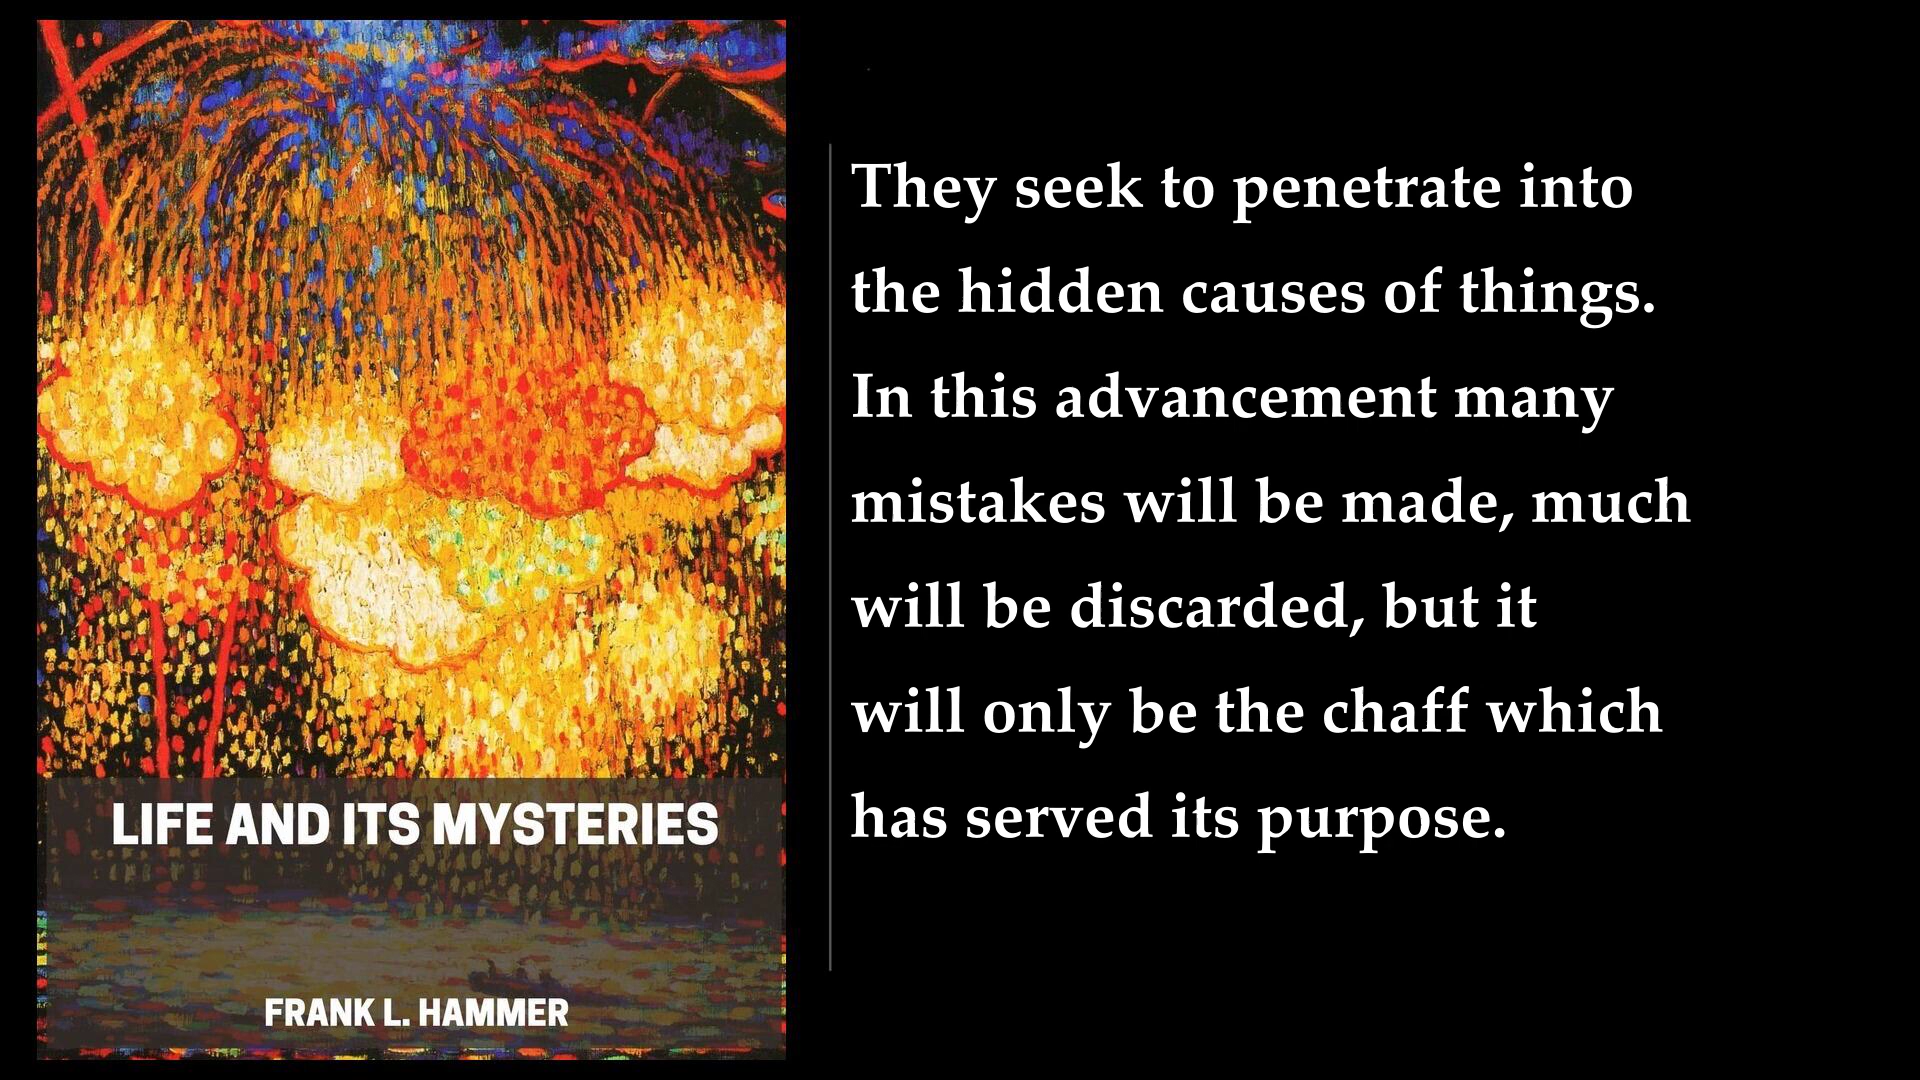 LIFE AND ITS MYSTERIES
FRANK L. HAMMER
They seek to penetrate into
the hidden causes of things.
In this advancement many
mistakes will be made, much
will be discarded, but it
will only be the chaff which
has served its purpose.